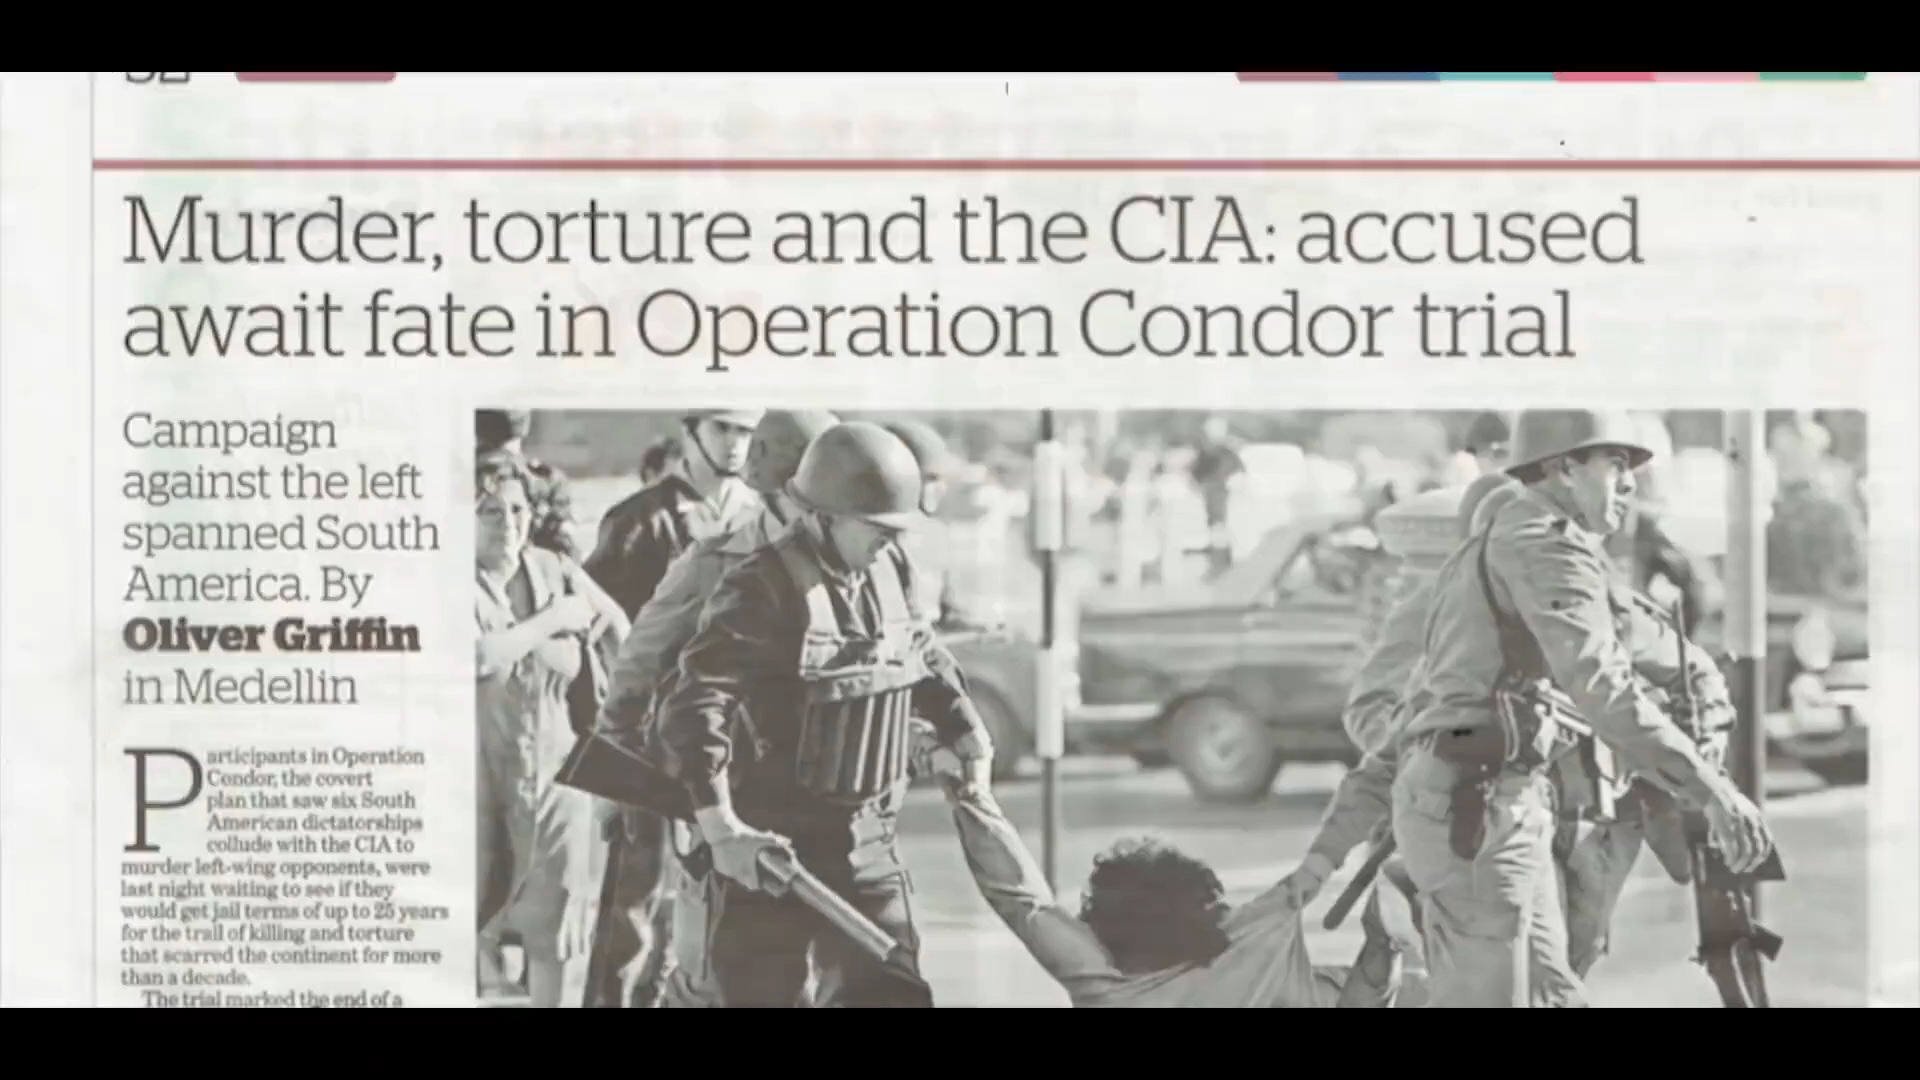 Murder, torture and the CIA: accused
await fate in Operation Condor trial
Campaign
against the left
spanned South
America. By
Oliver Griffin
in Medellin
Participants in Operation
Condor, the covert
plan that saw six South
American dictatorships
collude with the CIA to
murder left-wing opponents, were
last night waiting to see if they
would get jail terms of up to 25 years
for the trail of killing and torture
that scarred the continent for more
than a decade.
The trial marked the end of a